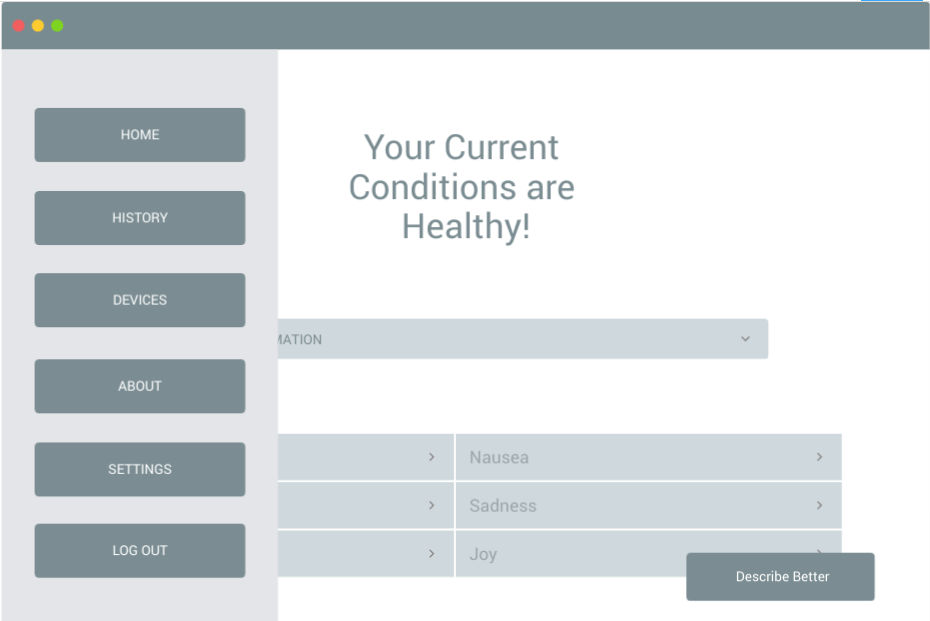 HOME
HISTORY
DEVICES
ABOUT
SETTINGS
LOG OUT
Your Current
Conditions are
Healthy!
MATION
Nausea
Sadness
Joy
Describe Better